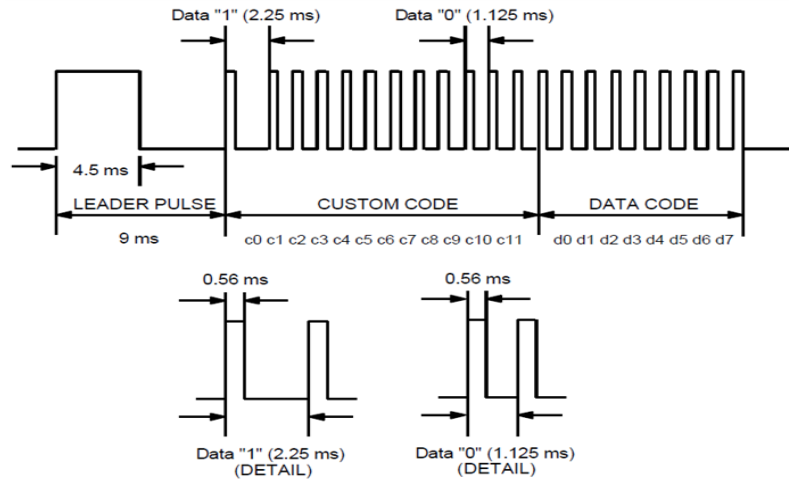 Data "1" (2.25 ms) Data "0" (1.125 ms)
4.5 ms
LEADER PULSE CUSTOM CODE DATA CODE
9 ms c0 c1 c2 c3 c4 c5 c6 c7 c8 c9 c10 c11 d0 d1 d2 d3 d4 d5 d6 d7
0.56 ms 0.56 ms
Data "1" (2.25 ms) Data "0" (1.125 ms)
(DETAIL) (DETAIL)